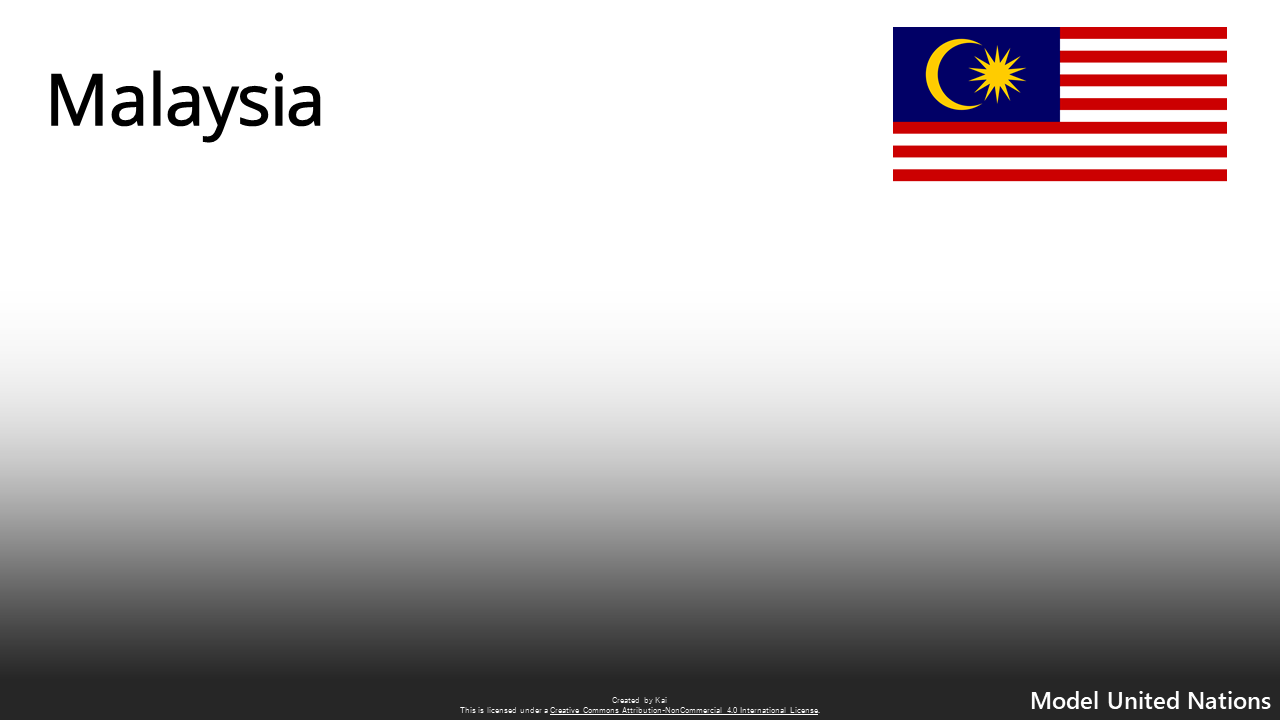 Malaysia
Created by Kai
This is licensed under a Creative Commons Attribution-NonCommercial 4.0 International License.
Model United Nations